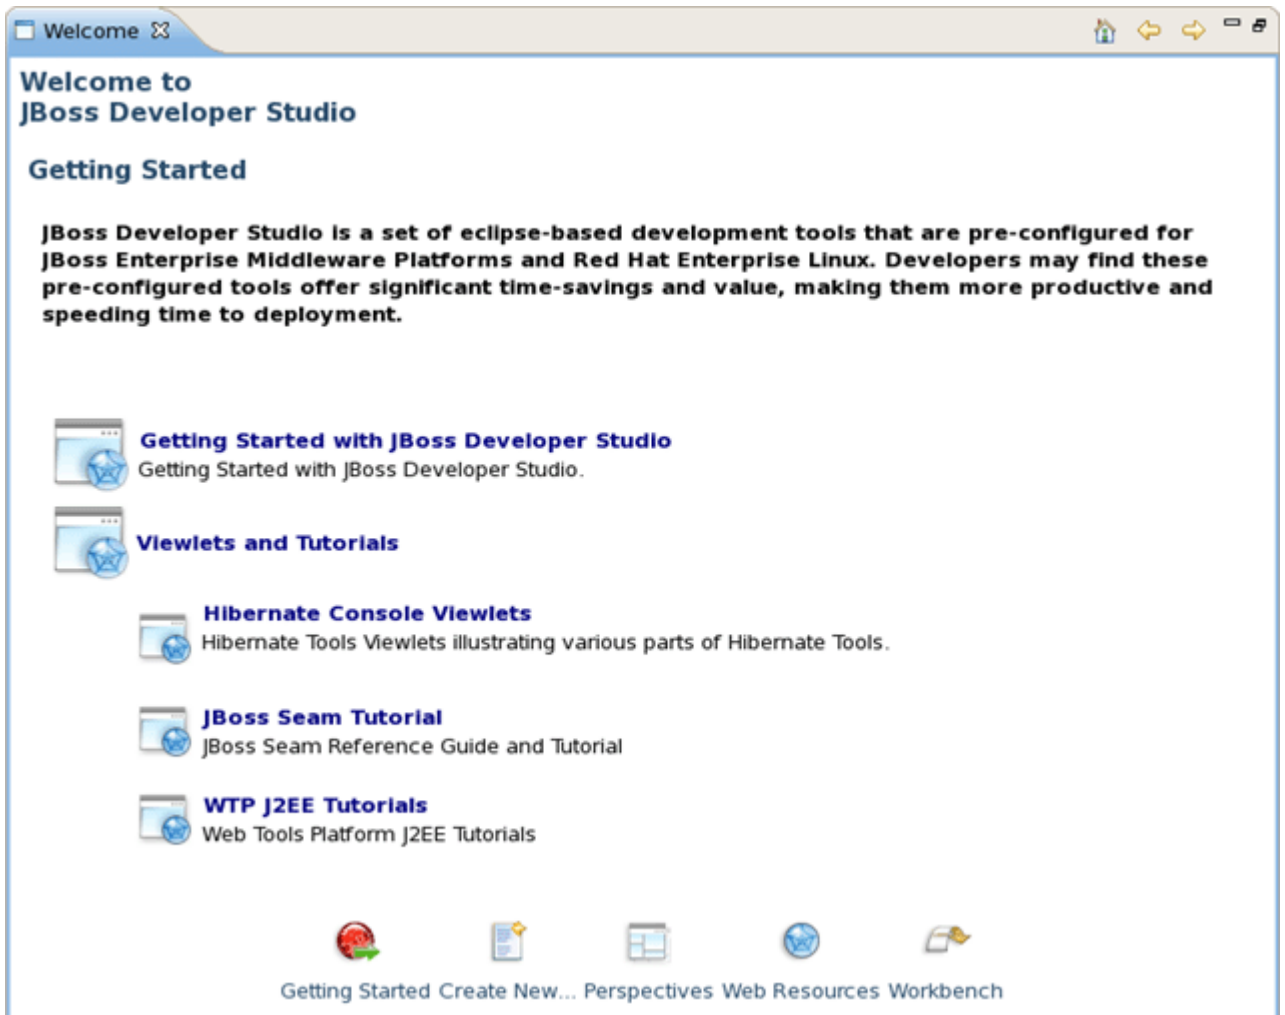 Welcome
Welcome to
JBoss Developer Studio
Getting Started
JBoss Developer Studio is a set of eclipse-based development tools that are pre-configured for
JBoss Enterprise Middleware Platforms and Red Hat Enterprise Linux. Developers may find these
pre-configured tools offer significant time-savings and value, making them more productive and
speeding time to deployment.
Getting Started with JBoss Developer Studio
Getting Started with JBoss Developer Studio.
Viewlets and Tutorials
Hibernate Console Viewlets
Hibernate Tools Viewlets illustrating various parts of Hibernate Tools.
JBoss Seam Tutorial
JBoss Seam Reference Guide and Tutorial
WTP J2EE Tutorials
Web Tools Platform J2EE Tutorials
Getting Started Create New... Perspectives Web Resources Workbench